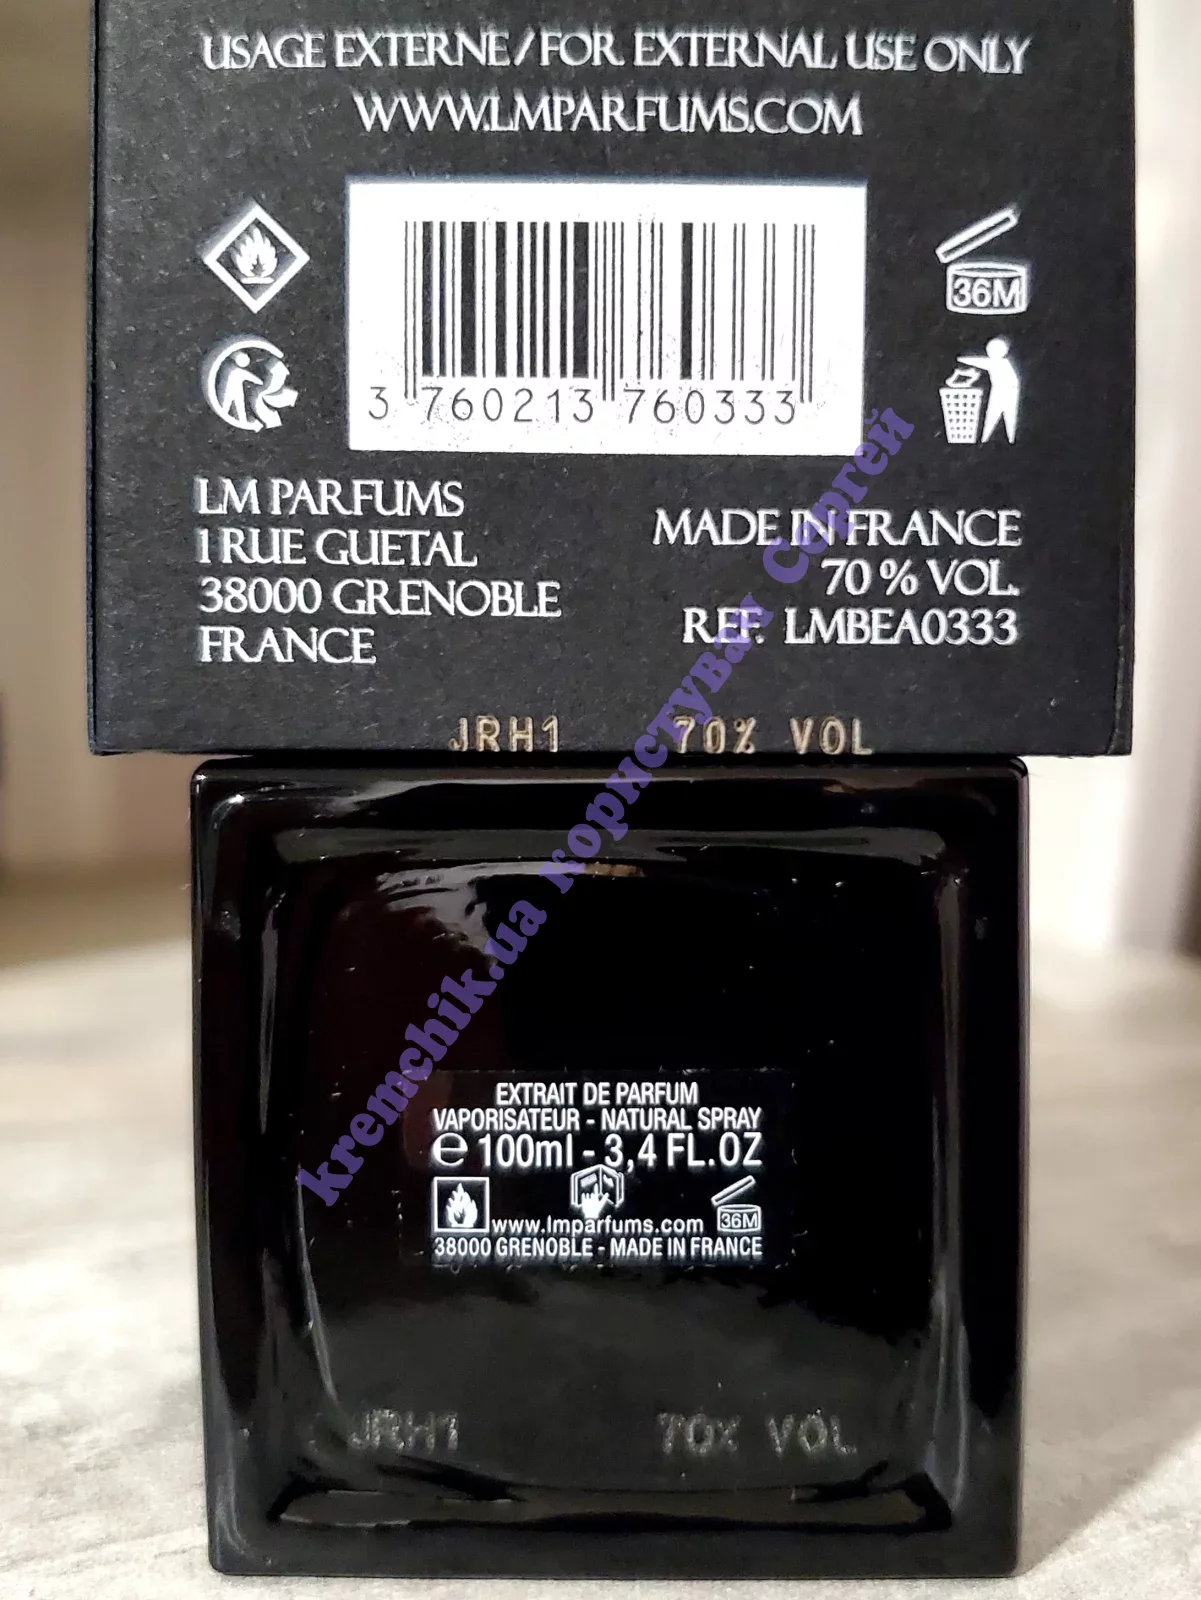 USAGE EXTERNE/FOR EXTERNAL USE ONLY
WWW.LMPARFUMS.COM
36M
3 760213 760333
LM PARFUMS
1 RUE GUETAL
38000 GRENOBLE
FRANCE
MADE IN FRANCE
70 % VOL.
REF. LMBEA0333
JRH1 70% VOL
kremchik.ua користувач Сергей
EXTRAIT DE PARFUM
VAPORISATEUR - NATURAL SPRAY
e 100ml - 3,4 FL.OZ
www.lmparfums.com
36M
38000 GRENOBLE - MADE IN FRANCE
JRH1 70% VOL